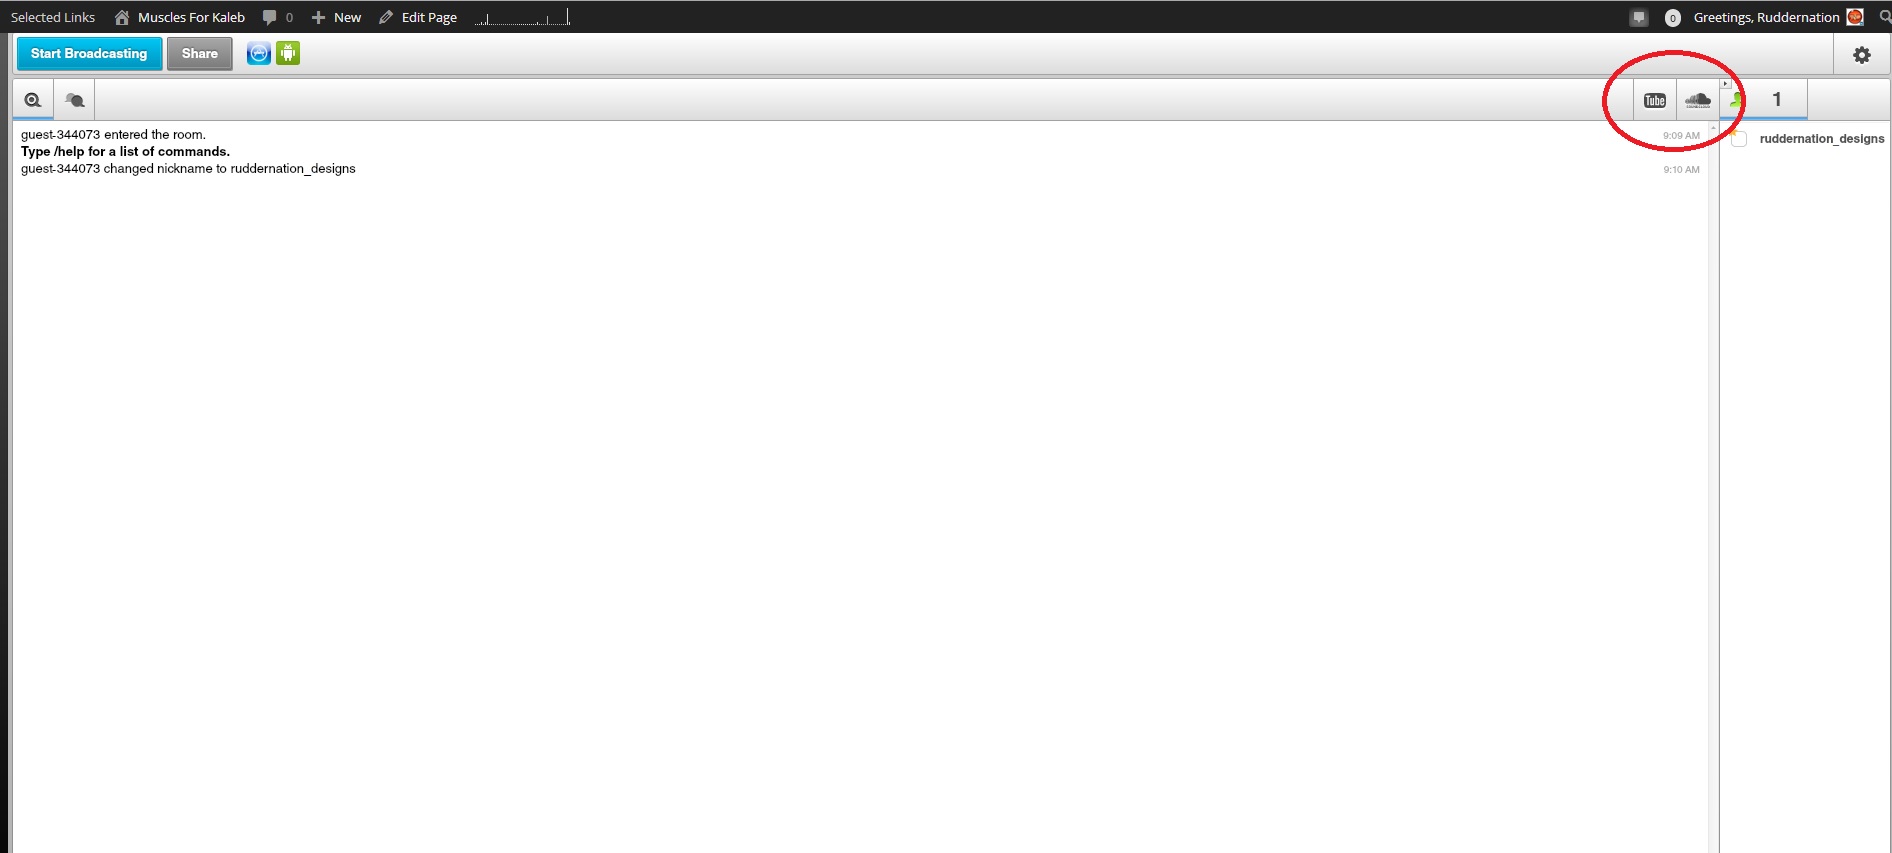 Selected Links Muscles For Kaleb 0 New Edit Page 0 Greetings, Ruddernation
Start Broadcasting Share
Tube SOUNDCLOUD 1
guest-344073 entered the room. 9:09 AM ruddernation_designs
Type /help for a list of commands.
guest-344073 changed nickname to ruddernation_designs 9:10 AM